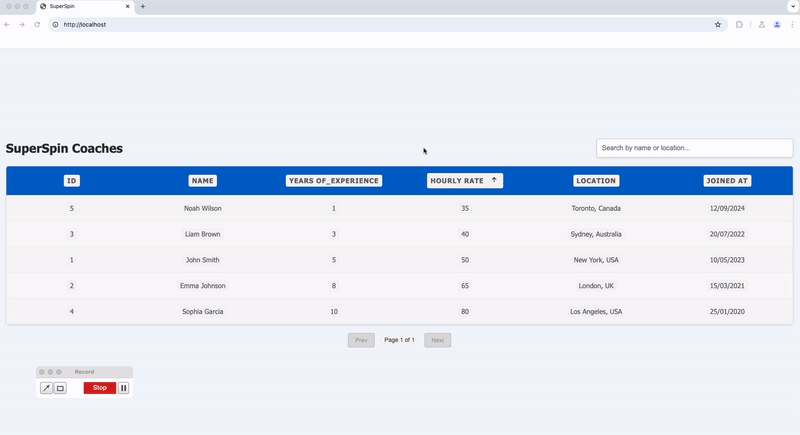 SuperSpin
http://localhost
SuperSpin Coaches
Search by name or location...
ID NAME YEARS OF_EXPERIENCE HOURLY RATE ↑ LOCATION JOINED AT
5 Noah Wilson 1 35 Toronto, Canada 12/09/2024
3 Liam Brown 3 40 Sydney, Australia 20/07/2022
1 John Smith 5 50 New York, USA 10/05/2023
2 Emma Johnson 8 65 London, UK 15/03/2021
4 Sophia Garcia 10 80 Los Angeles, USA 25/01/2020
Prev Page 1 of 1 Next
Record
Stop